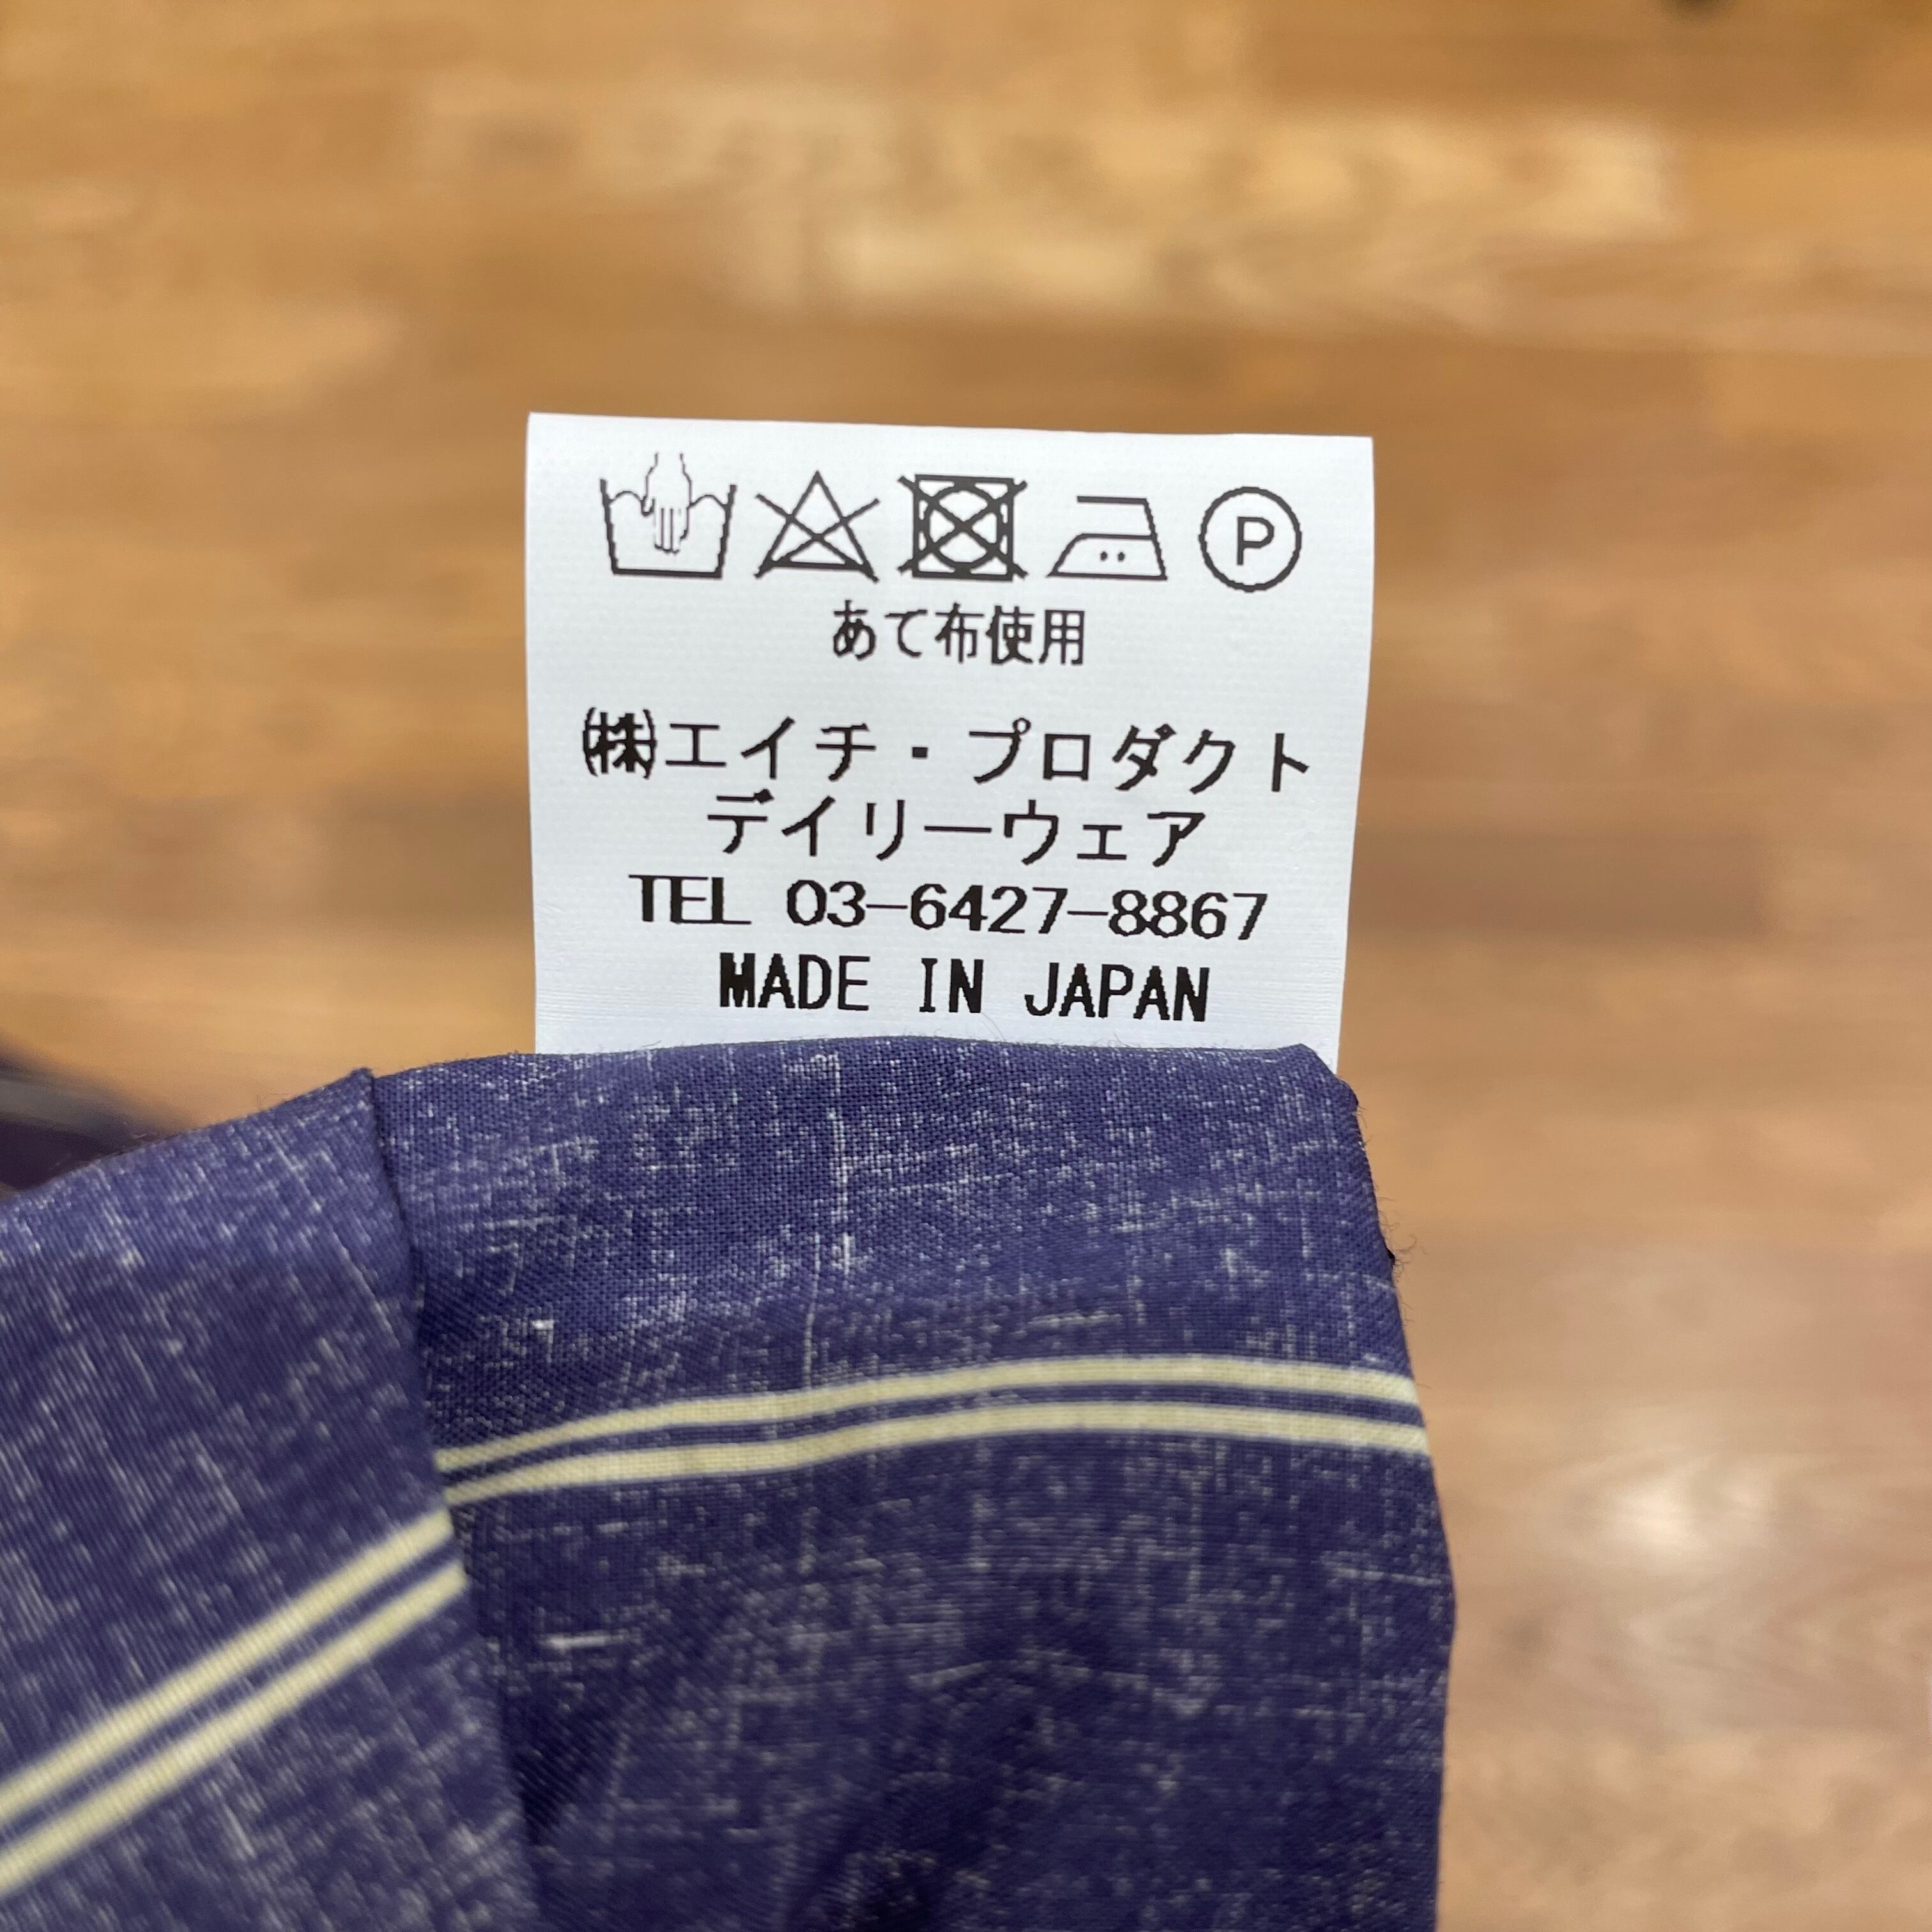 P
あて布使用
㈱エイチ・プロダクト
デイリーウェア
TEL 03-6427-8867
MADE IN JAPAN